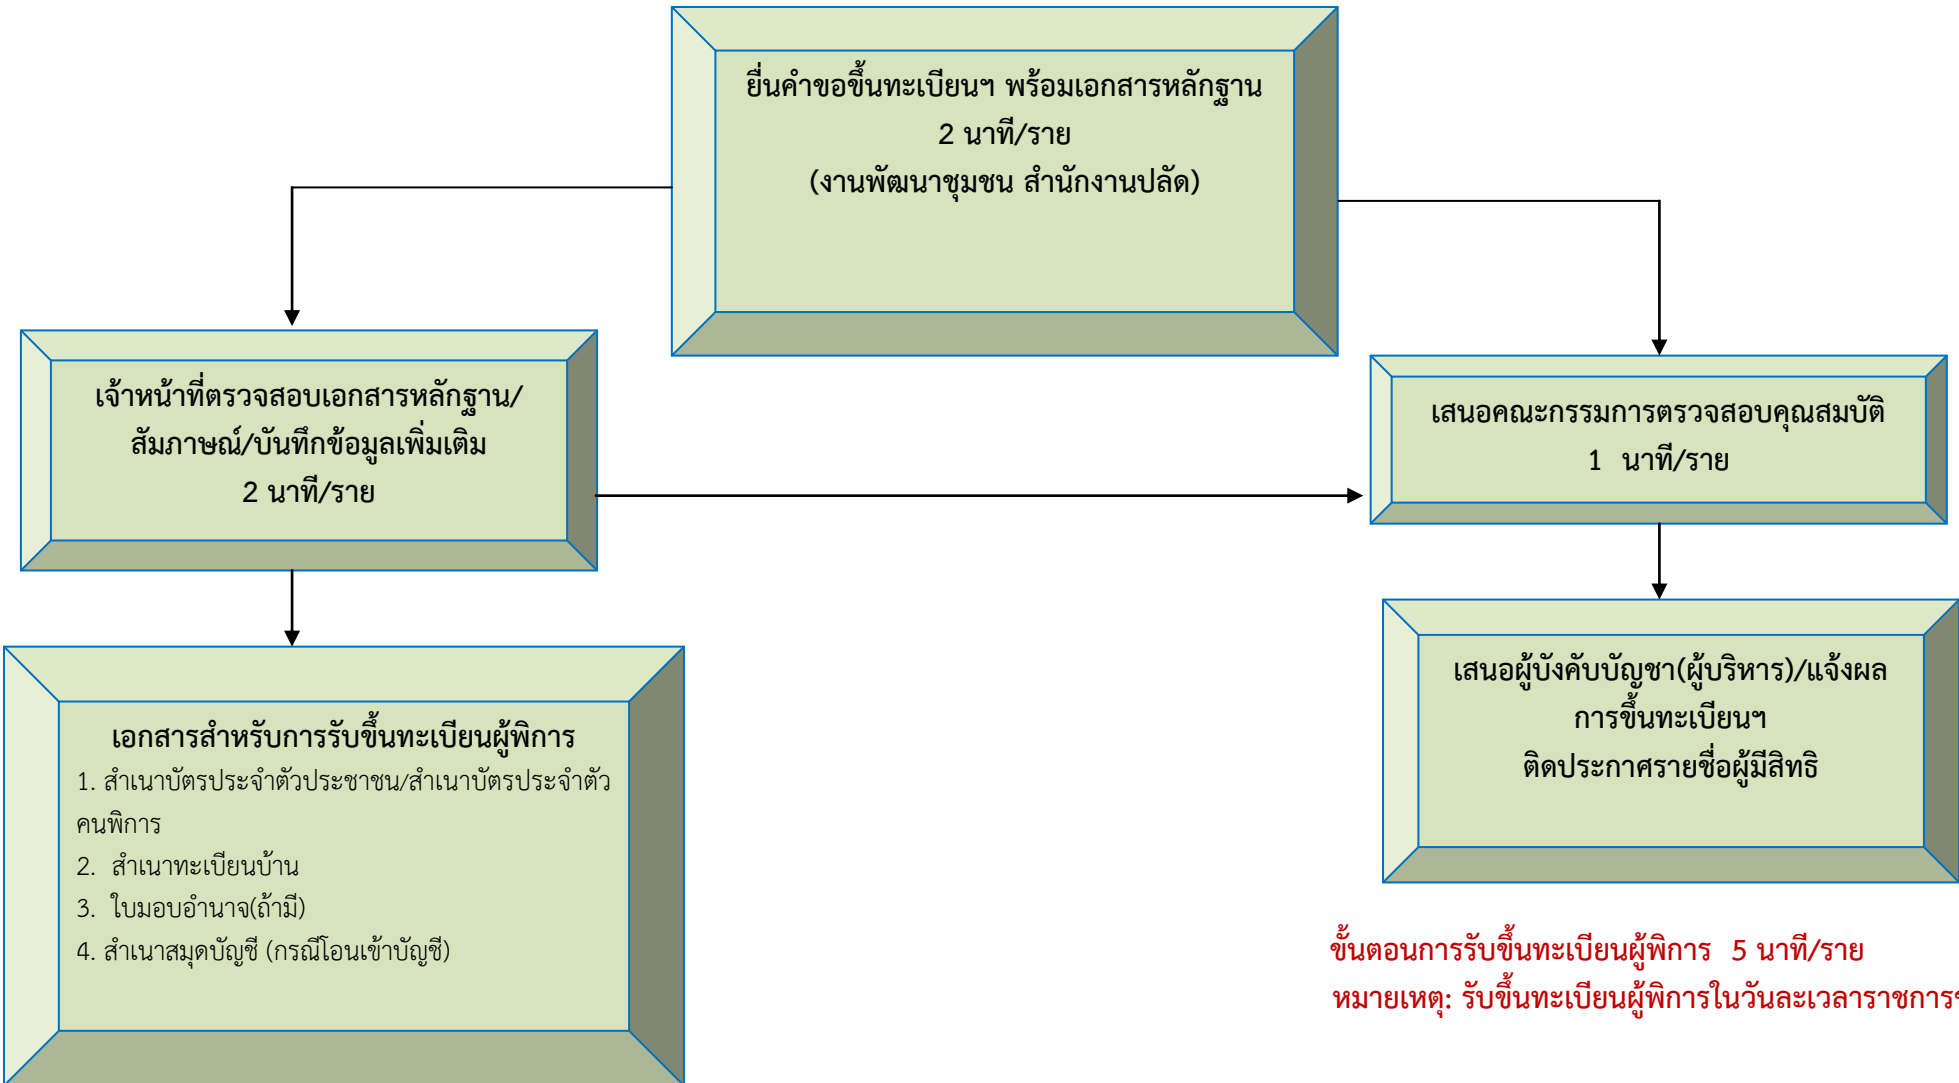 ยื่นคำขอขึ้นทะเบียนฯ พร้อมเอกสารหลักฐาน
2 นาที/ราย
(งานพัฒนาชุมชน สำนักงานปลัด)
เจ้าหน้าที่ตรวจสอบเอกสารหลักฐาน/
สัมภาษณ์/บันทึกข้อมูลเพิ่มเติม
2 นาที/ราย
เสนอคณะกรรมการตรวจสอบคุณสมบัติ
1 นาที/ราย
เอกสารสำหรับการรับขึ้นทะเบียนผู้พิการ
1. สำเนาบัตรประจำตัวประชาชน/สำเนาบัตรประจำตัว
คนพิการ
2. สำเนาทะเบียนบ้าน
3. ใบมอบอำนาจ(ถ้ามี)
4. สำเนาสมุดบัญชี (กรณีโอนเข้าบัญชี)
เสนอผู้บังคับบัญชา(ผู้บริหาร)/แจ้งผล
การขึ้นทะเบียนฯ
ติดประกาศรายชื่อผู้มีสิทธิ
ขั้นตอนการรับขึ้นทะเบียนผู้พิการ 5 นาที/ราย
หมายเหตุ: รับขึ้นทะเบียนผู้พิการในวันละเวลาราชการ